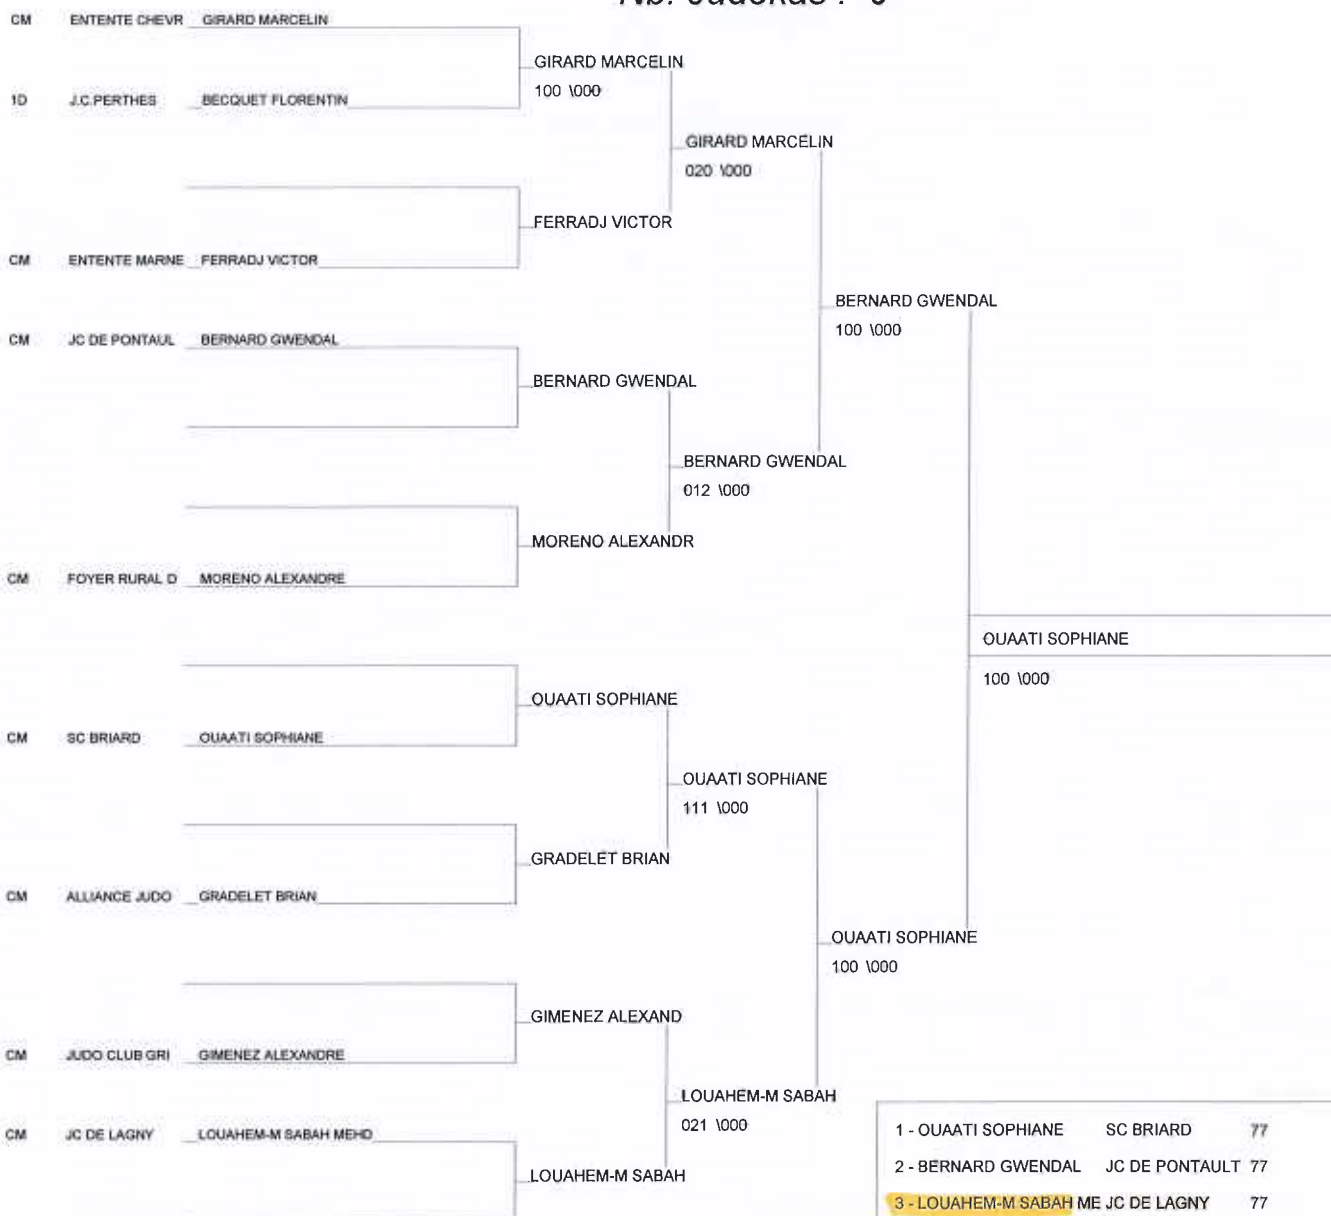 Nb. Judokas :
CM ENTENTE CHEVR GIRARD MARCELIN
GIRARD MARCELIN
100 \000
1D J.C.PERTHES BECQUET FLORENTIN
GIRARD MARCELIN
020 \000
FERRADJ VICTOR
CM ENTENTE MARNE FERRADJ VICTOR
BERNARD GWENDAL
100 \000
CM JC DE PONTAUL BERNARD GWENDAL
BERNARD GWENDAL
BERNARD GWENDAL
012 \000
MORENO ALEXANDR
CM FOYER RURAL D MORENO ALEXANDRE
OUAATI SOPHIANE
100 \000
OUAATI SOPHIANE
CM SC BRIARD OUAATI SOPHIANE
OUAATI SOPHIANE
111 \000
GRADELET BRIAN
CM ALLIANCE JUDO GRADELET BRIAN
OUAATI SOPHIANE
100 \000
GIMENEZ ALEXAND
CM JUDO CLUB GRI GIMENEZ ALEXANDRE
LOUAHEM-M SABAH
021 \000
CM JC DE LAGNY LOUAHEM-M SABAH MEHD
LOUAHEM-M SABAH
1 - OUAATI SOPHIANE SC BRIARD 77
2 - BERNARD GWENDAL JC DE PONTAULT 77
3 - LOUAHEM-M SABAH ME JC DE LAGNY 77